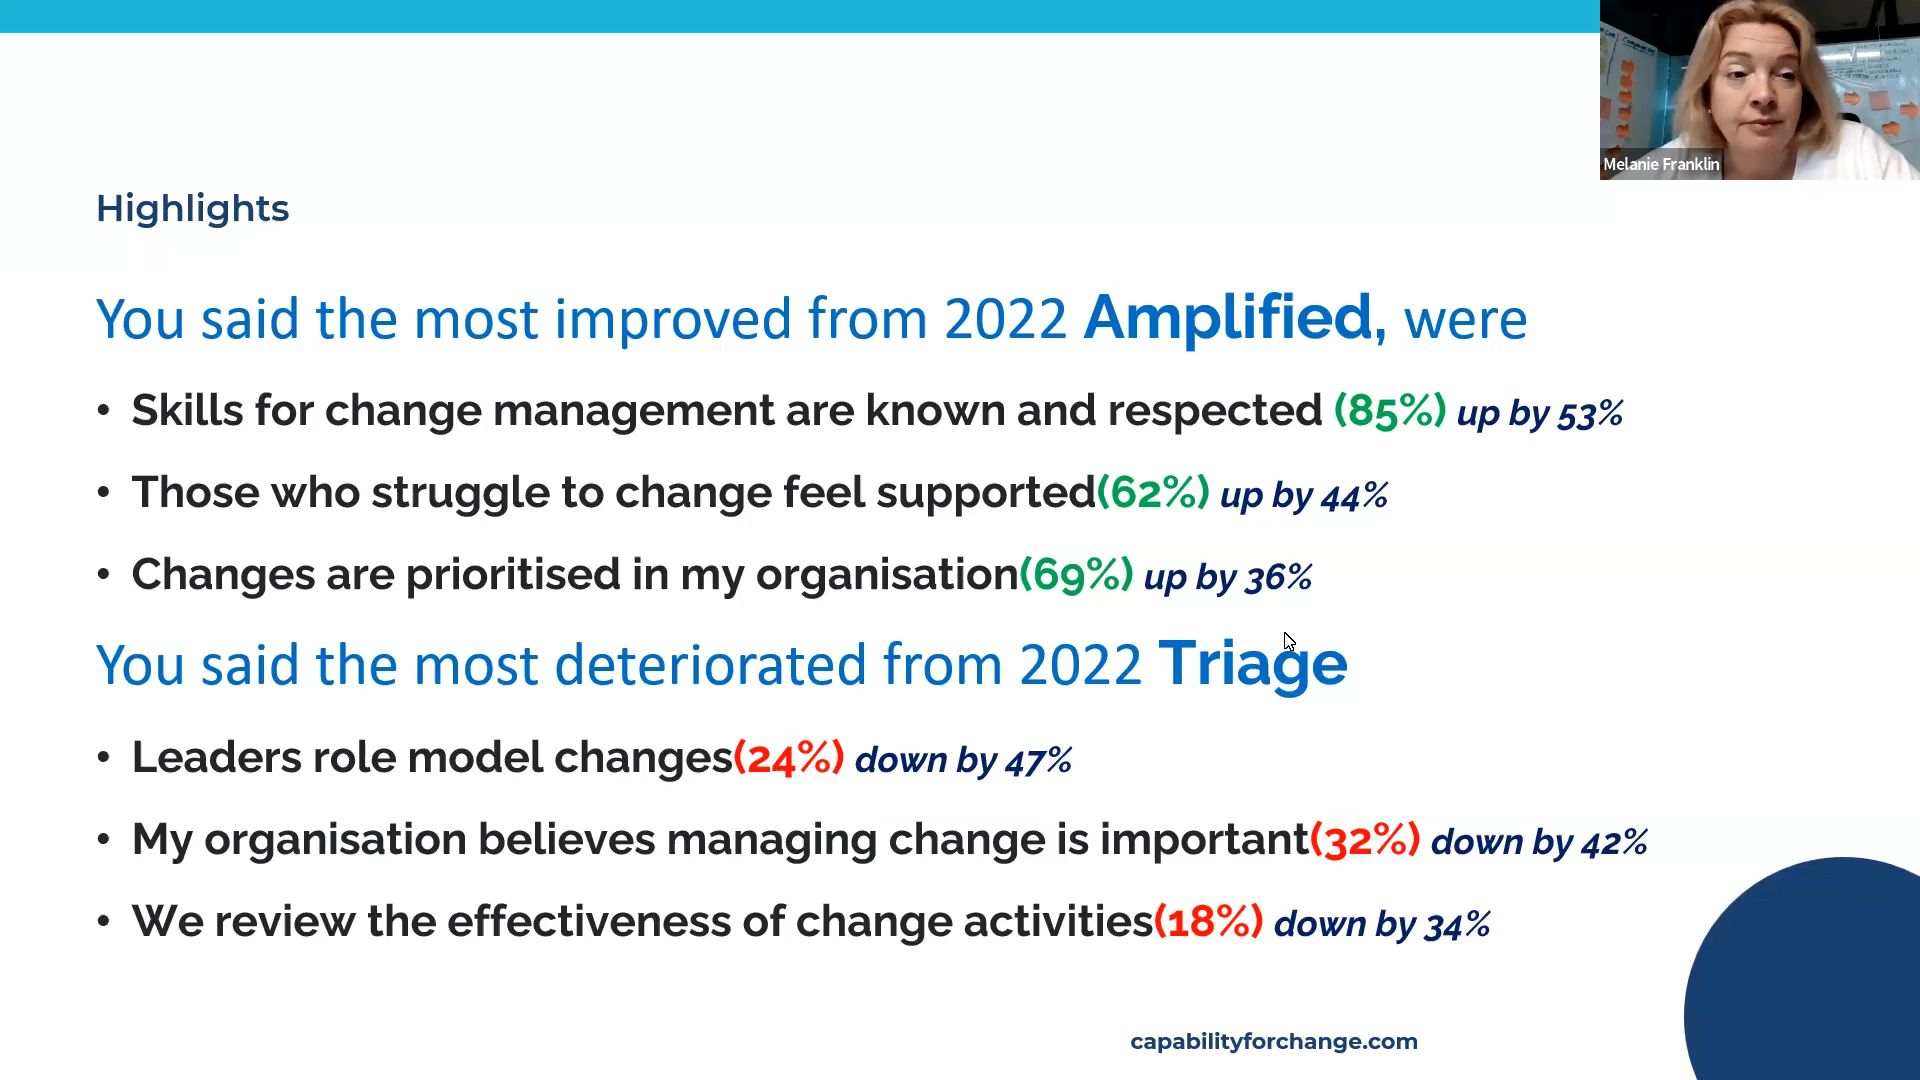 Melanie Franklin
Highlights
You said the most improved from 2022 Amplified, were
• Skills for change management are known and respected (85%) up by 53%
• Those who struggle to change feel supported(62%) up by 44%
• Changes are prioritised in my organisation(69%) up by 36%
You said the most deteriorated from 2022 Triage
• Leaders role model changes(24%) down by 47%
• My organisation believes managing change is important(32%) down by 42%
• We review the effectiveness of change activities(18%) down by 34%
capabilityforchange.com